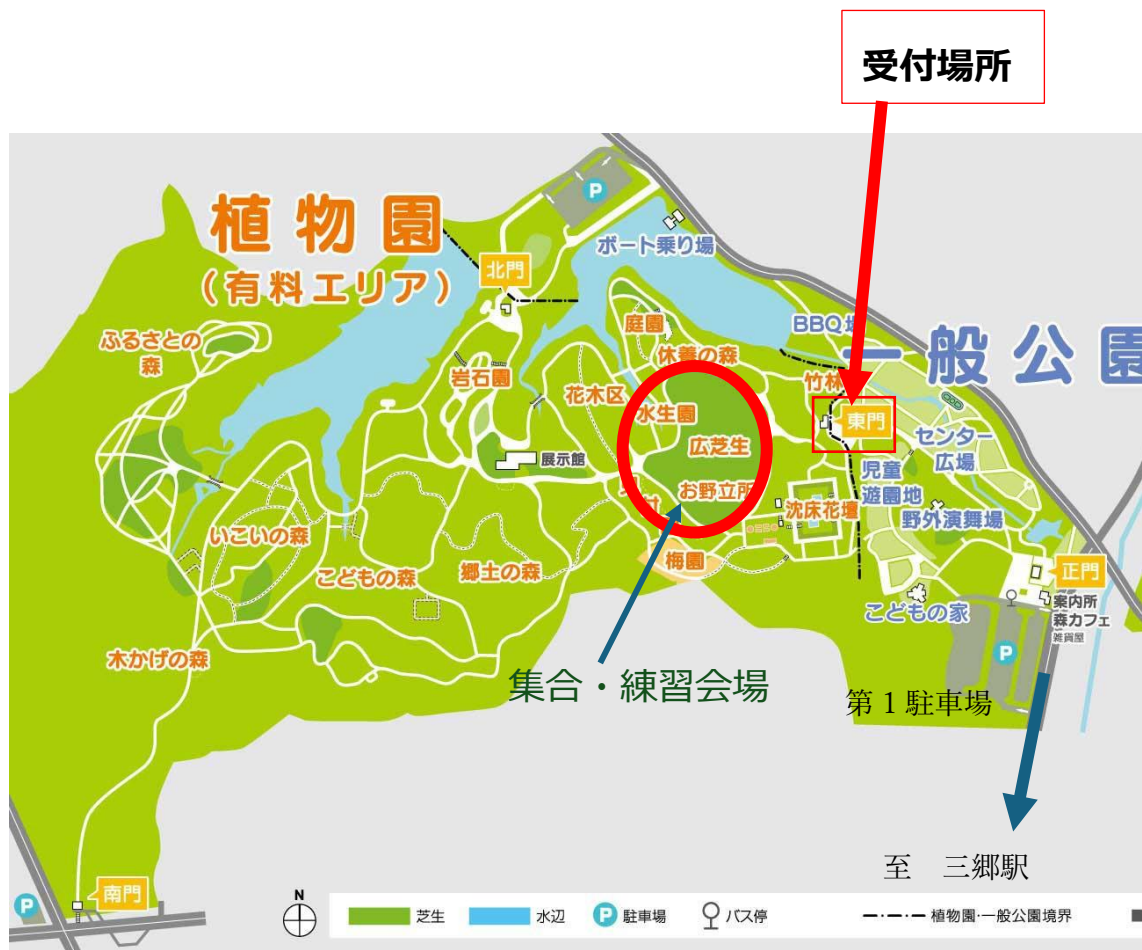 受付場所
植物園
（有料エリア）
北門
P
ボート乗り場
ふるさとの
森
庭園
BBQ
一般公園
休養の森
岩石園
花木区
竹林
水生園
東門
広芝生
センター
広場
展示館
児童
遊園地
お野立所
沈床花壇
野外演舞場
いこいの森
こどもの森
郷土の森
梅園
正門
こどもの家
案内所
森カフェ
雑貨屋
P
木かげの森
集合・練習会場
第１駐車場
至　三郷駅
南門
P
N
芝生
水辺
P 駐車場
バス停
植物園・一般公園境界